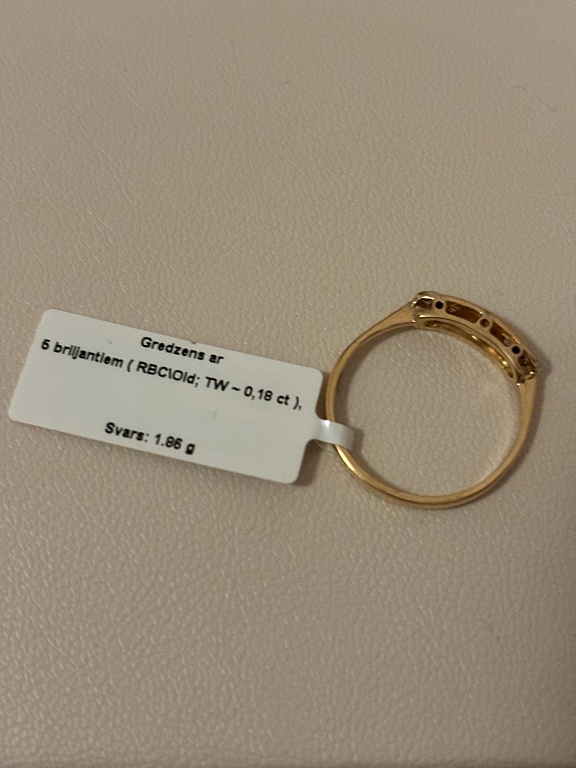 Gredzens ar
5 briljantiem ( RBC\Old; TW ~ 0,18 ct ),
Svars: 1.86 g